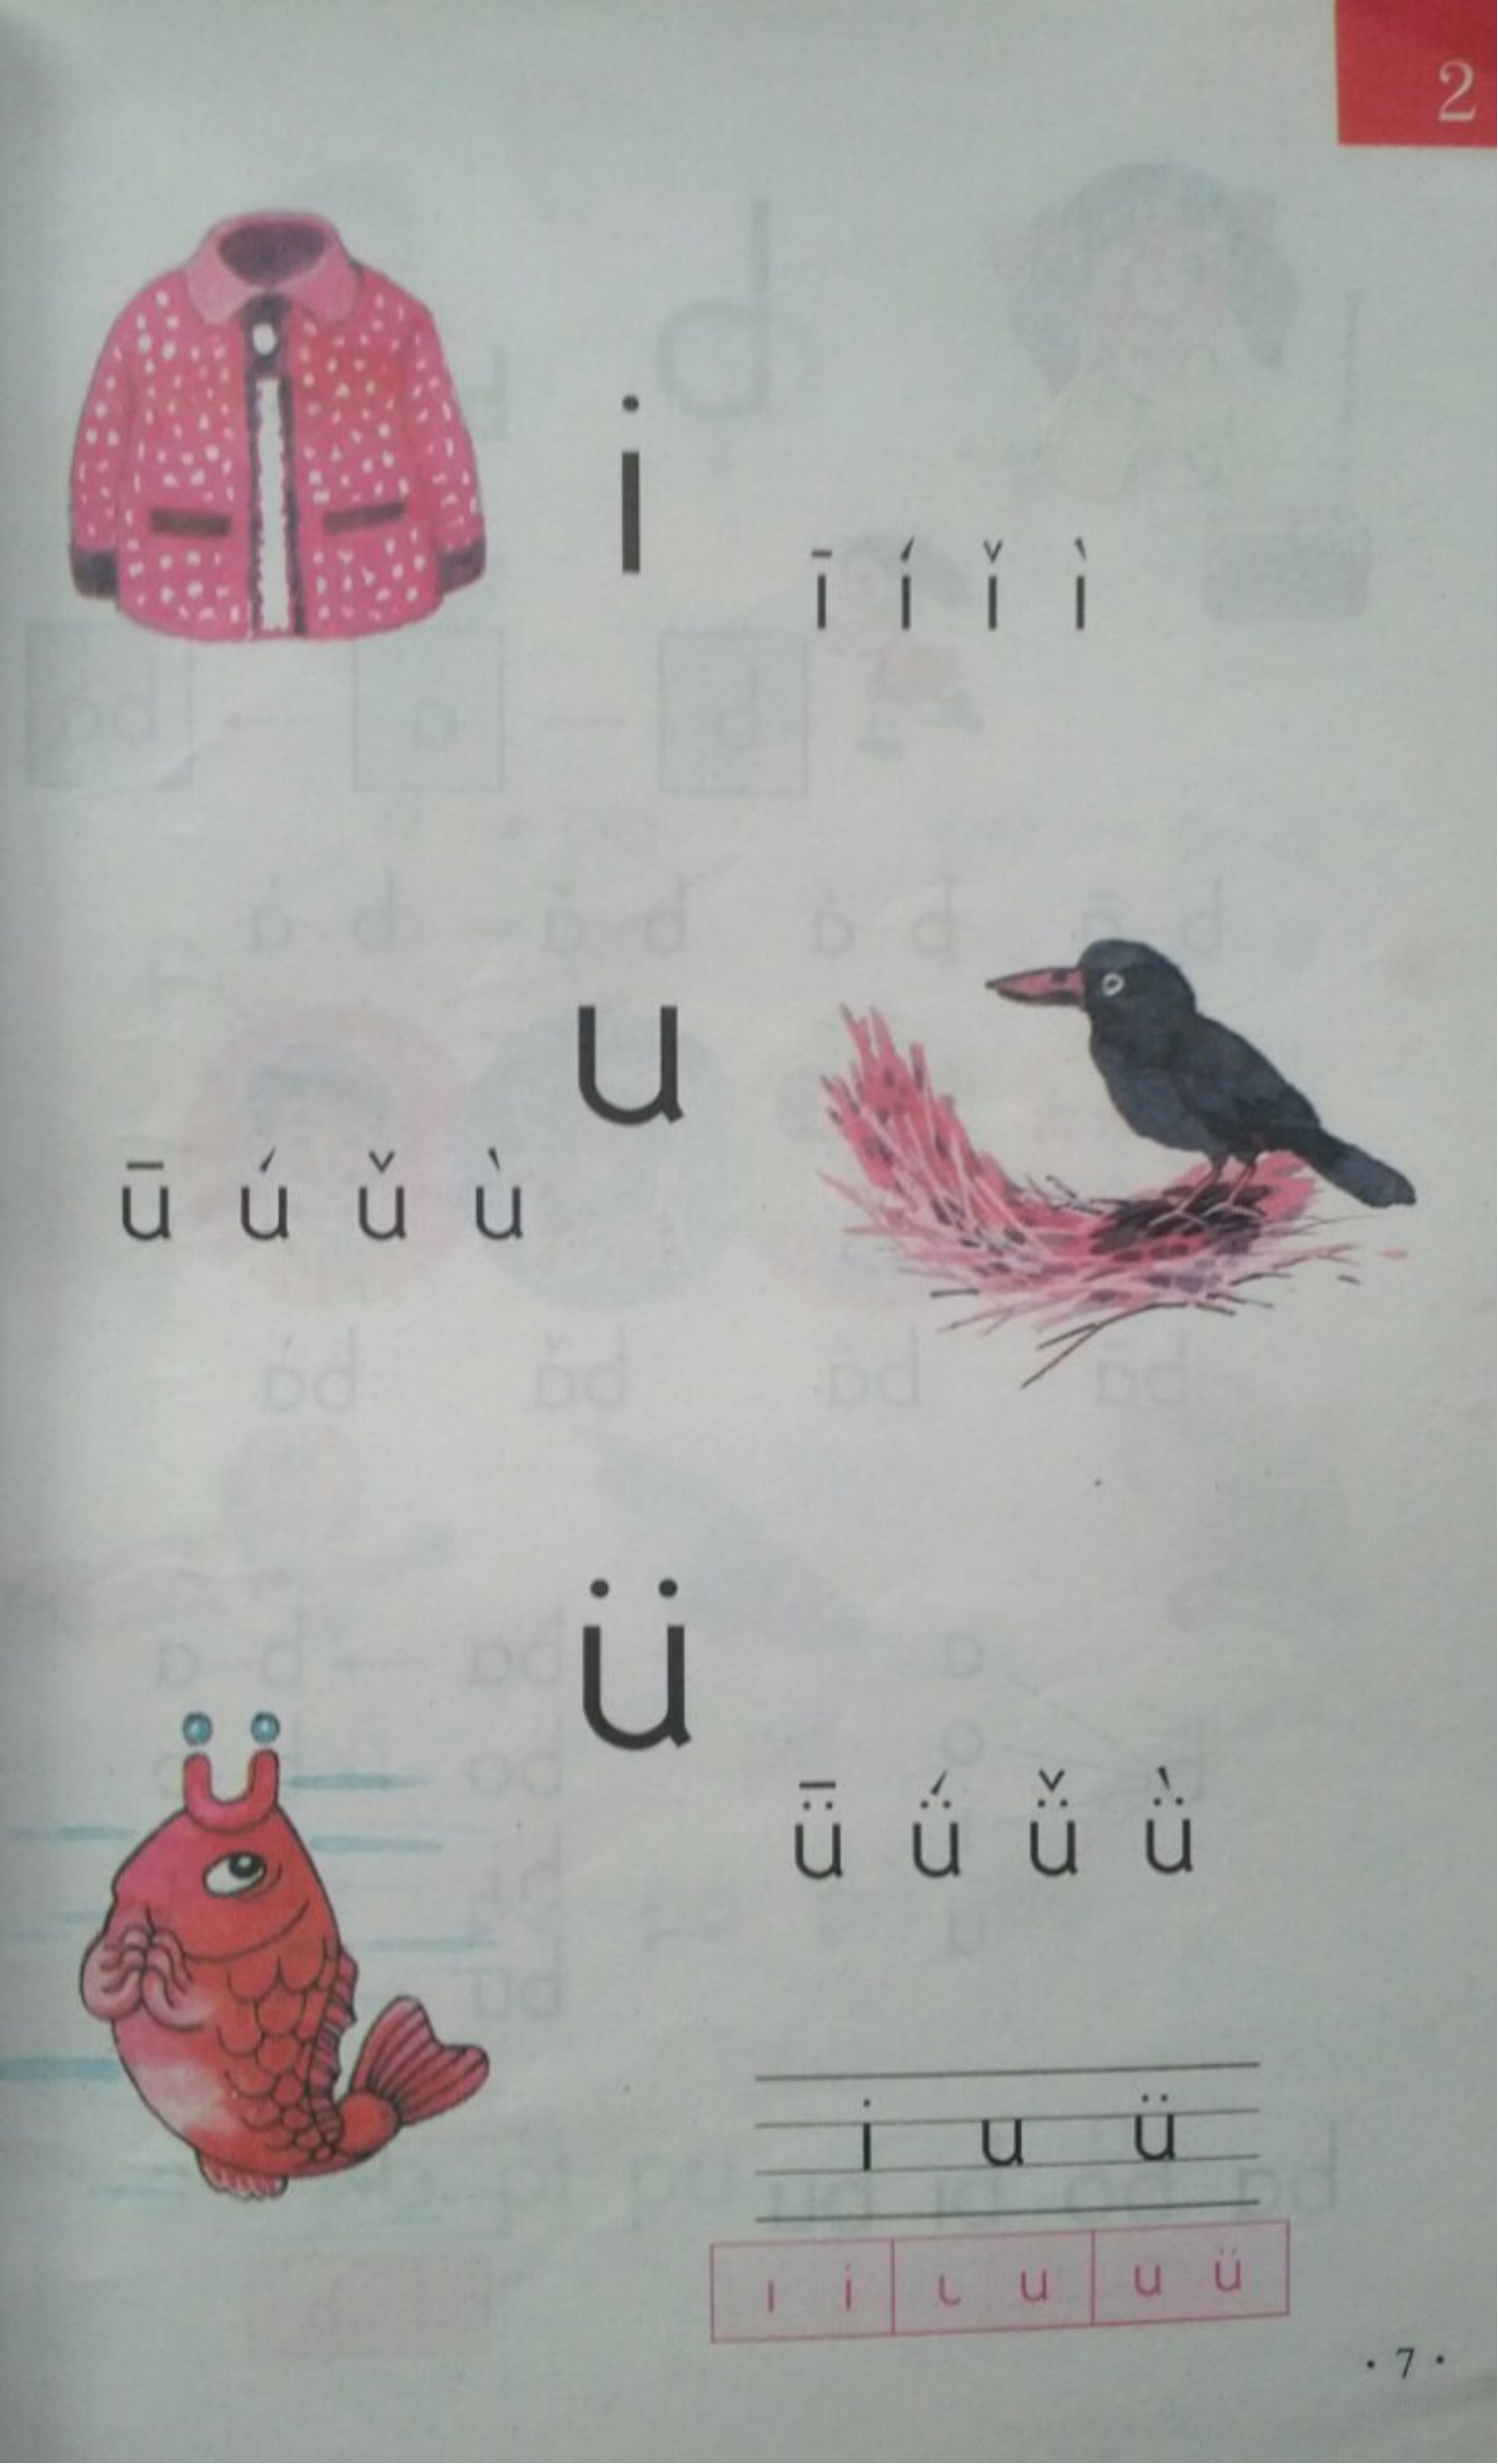 2
i
ī í ǐ ì
u
ū ú ǔ ù
ü
ǖ ǘ ǚ ǜ
i u ü
ı i ɩ u u ü
· 7 ·